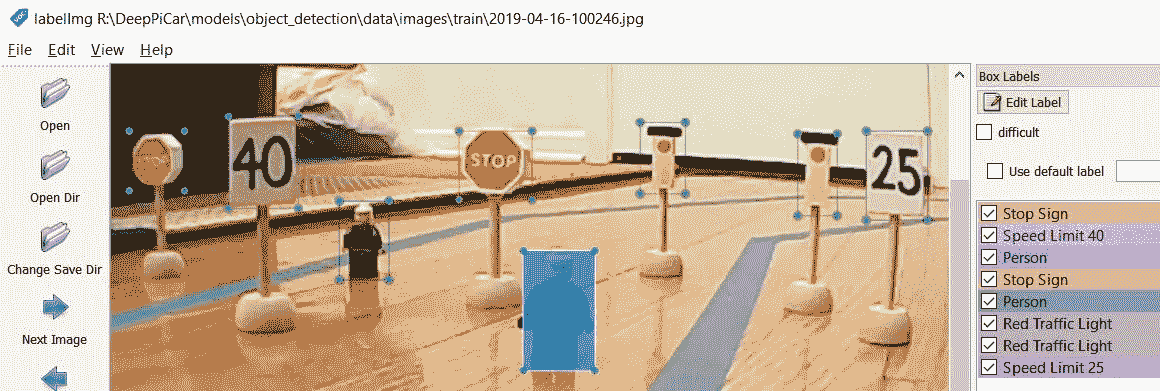 labelImg R:\DeepPiCar\models\object_detection\data\images\train\2019-04-16-100246.jpg
File Edit View Help
Open
Open Dir
Change Save Dir
Next Image
40
STOP
25
Box Labels
Edit Label
difficult
Use default label
Stop Sign
Speed Limit 40
Person
Stop Sign
Person
Red Traffic Light
Red Traffic Light
Speed Limit 25